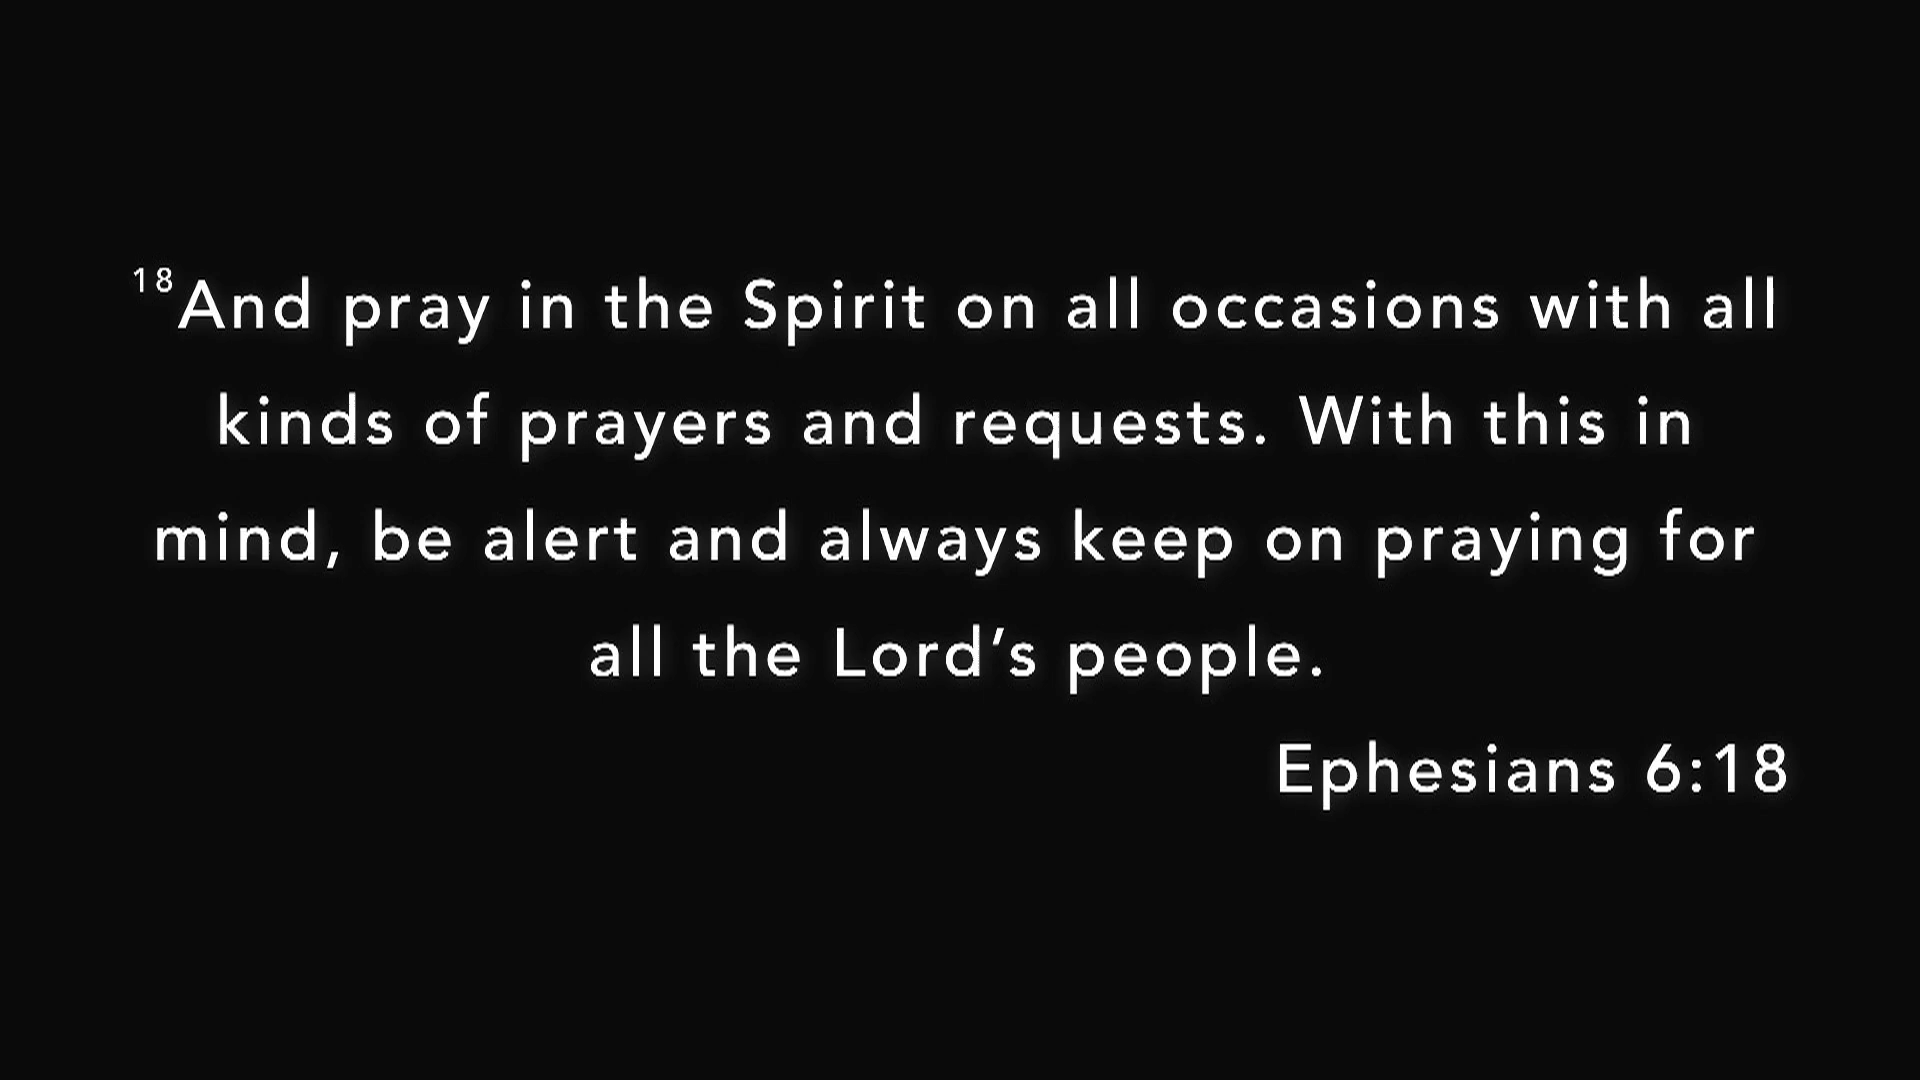 18And pray in the Spirit on all occasions with all
kinds of prayers and requests. With this in
mind, be alert and always keep on praying for
all the Lord’s people.
Ephesians 6:18